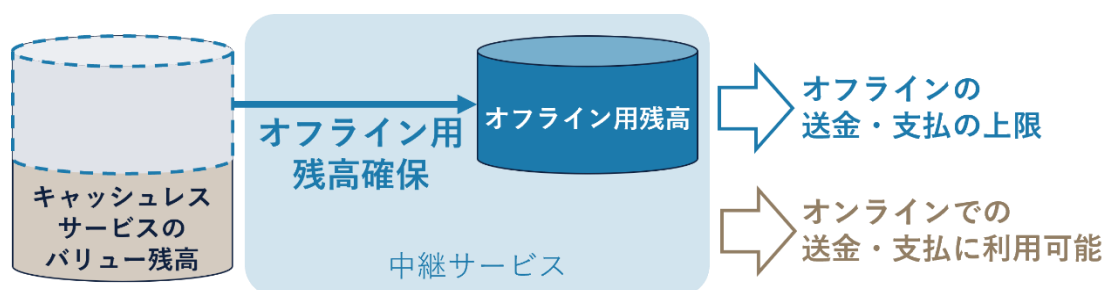 キャッシュレス
サービスの
バリュー残高
オフライン用
残高確保
オフライン用残高
中継サービス
オフラインの
送金・支払の上限
オンラインでの
送金・支払に利用可能